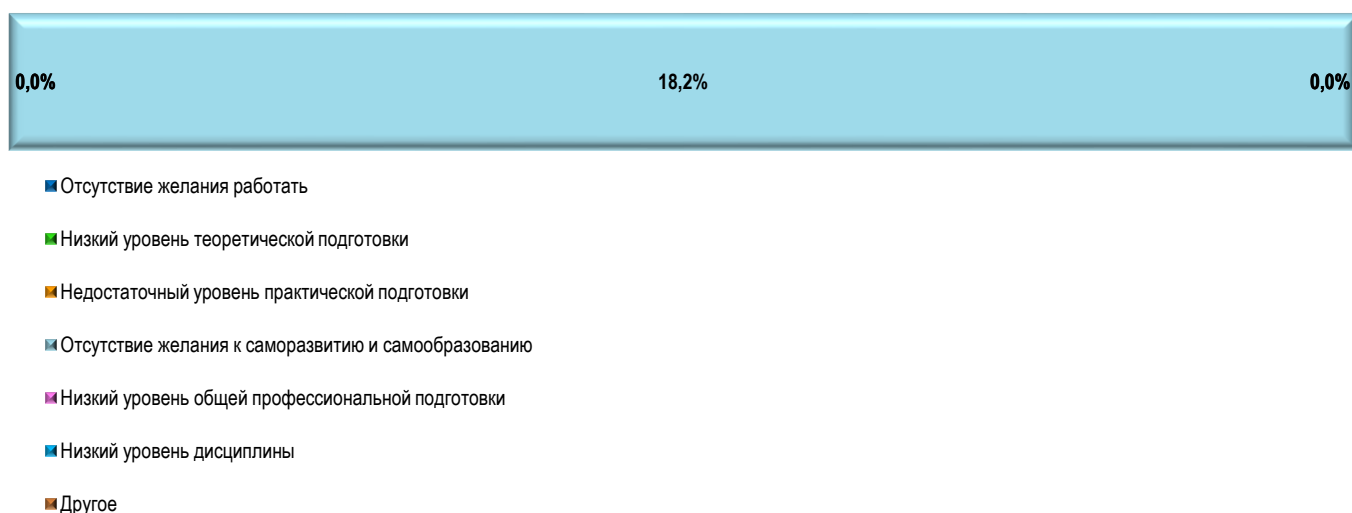 0,0% 18,2% 0,0%
Отсутствие желания работать
Низкий уровень теоретической подготовки
Недостаточный уровень практической подготовки
Отсутствие желания к саморазвитию и самообразованию
Низкий уровень общей профессиональной подготовки
Низкий уровень дисциплины
Другое